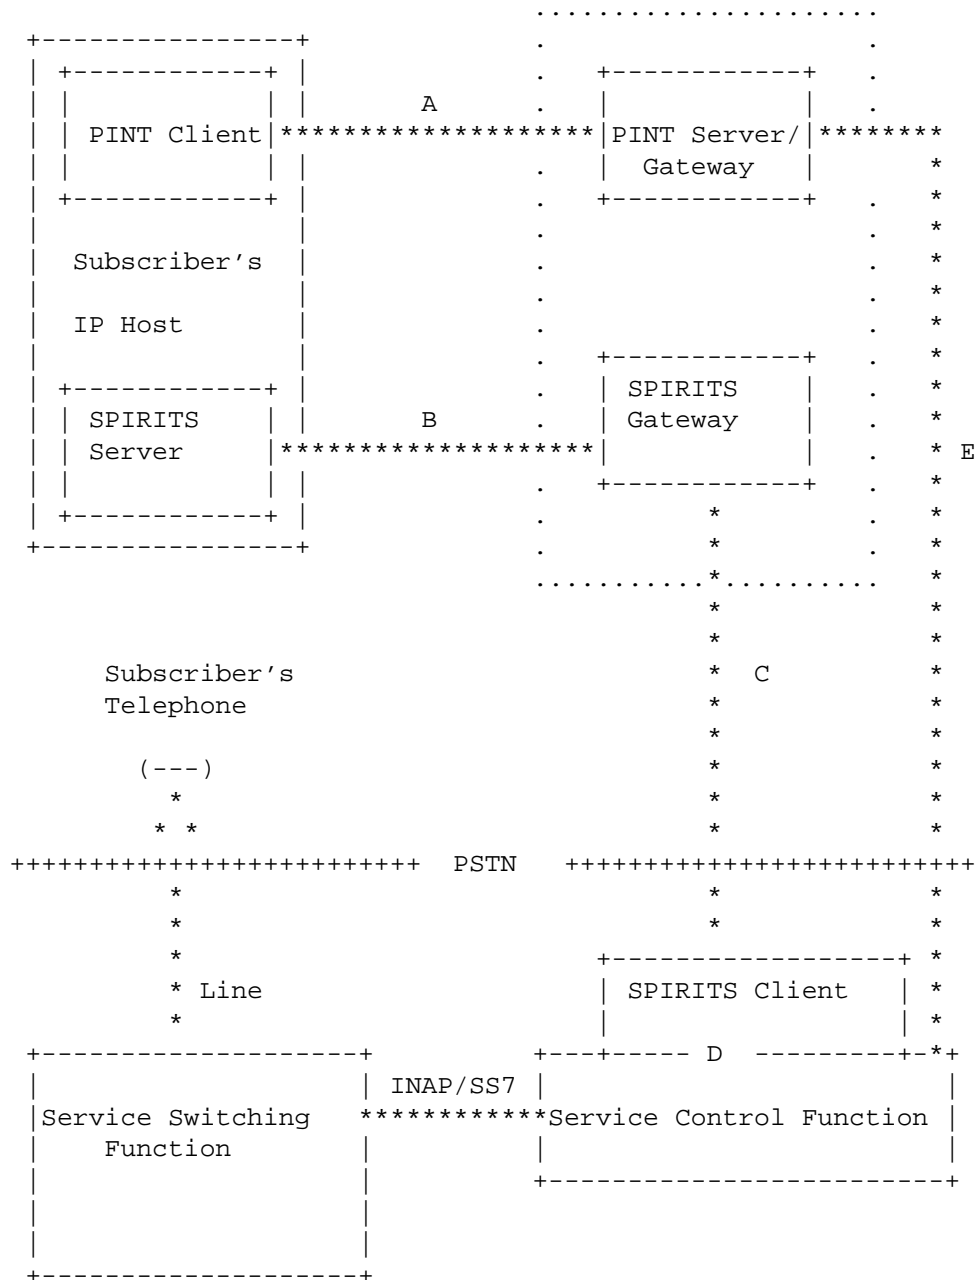 A
PINT Client
PINT Server/
Gateway
Subscriber's
IP Host
SPIRITS
Server
B
SPIRITS
Gateway
E
Subscriber's
Telephone
C
(---)
PSTN
Line
SPIRITS Client
D
INAP/SS7
Service Switching
Function
Service Control Function